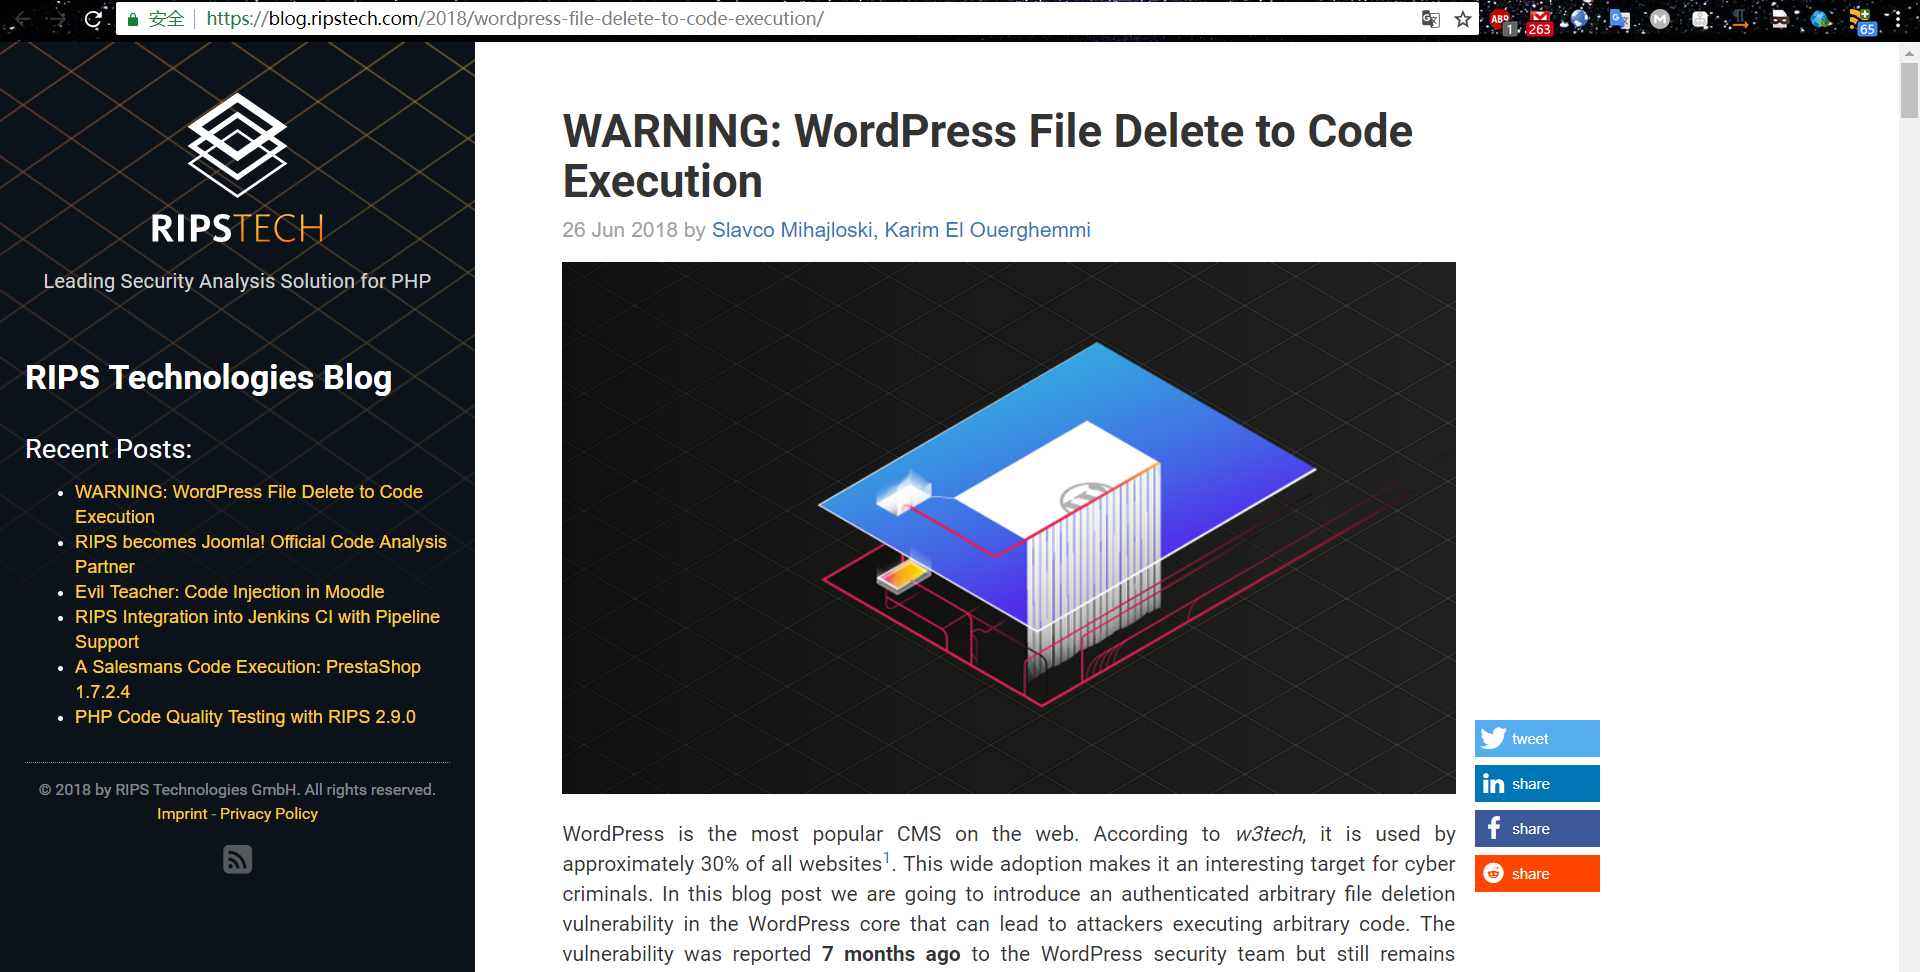 安全
https://blog.ripstech.com/2018/wordpress-file-delete-to-code-execution/
ABP
1
263
65
RIPSTECH
Leading Security Analysis Solution for PHP
RIPS Technologies Blog
Recent Posts:
WARNING: WordPress File Delete to Code
Execution
RIPS becomes Joomla! Official Code Analysis
Partner
Evil Teacher: Code Injection in Moodle
RIPS Integration into Jenkins CI with Pipeline
Support
A Salesmans Code Execution: PrestaShop
1.7.2.4
PHP Code Quality Testing with RIPS 2.9.0
© 2018 by RIPS Technologies GmbH. All rights reserved.
Imprint - Privacy Policy
WARNING: WordPress File Delete to Code
Execution
26 Jun 2018 by Slavco Mihajloski, Karim El Ouerghemmi
WordPress is the most popular CMS on the web. According to w3tech, it is used by
approximately 30% of all websites1. This wide adoption makes it an interesting target for cyber
criminals. In this blog post we are going to introduce an authenticated arbitrary file deletion
vulnerability in the WordPress core that can lead to attackers executing arbitrary code. The
vulnerability was reported 7 months ago to the WordPress security team but still remains
tweet
share
share
share